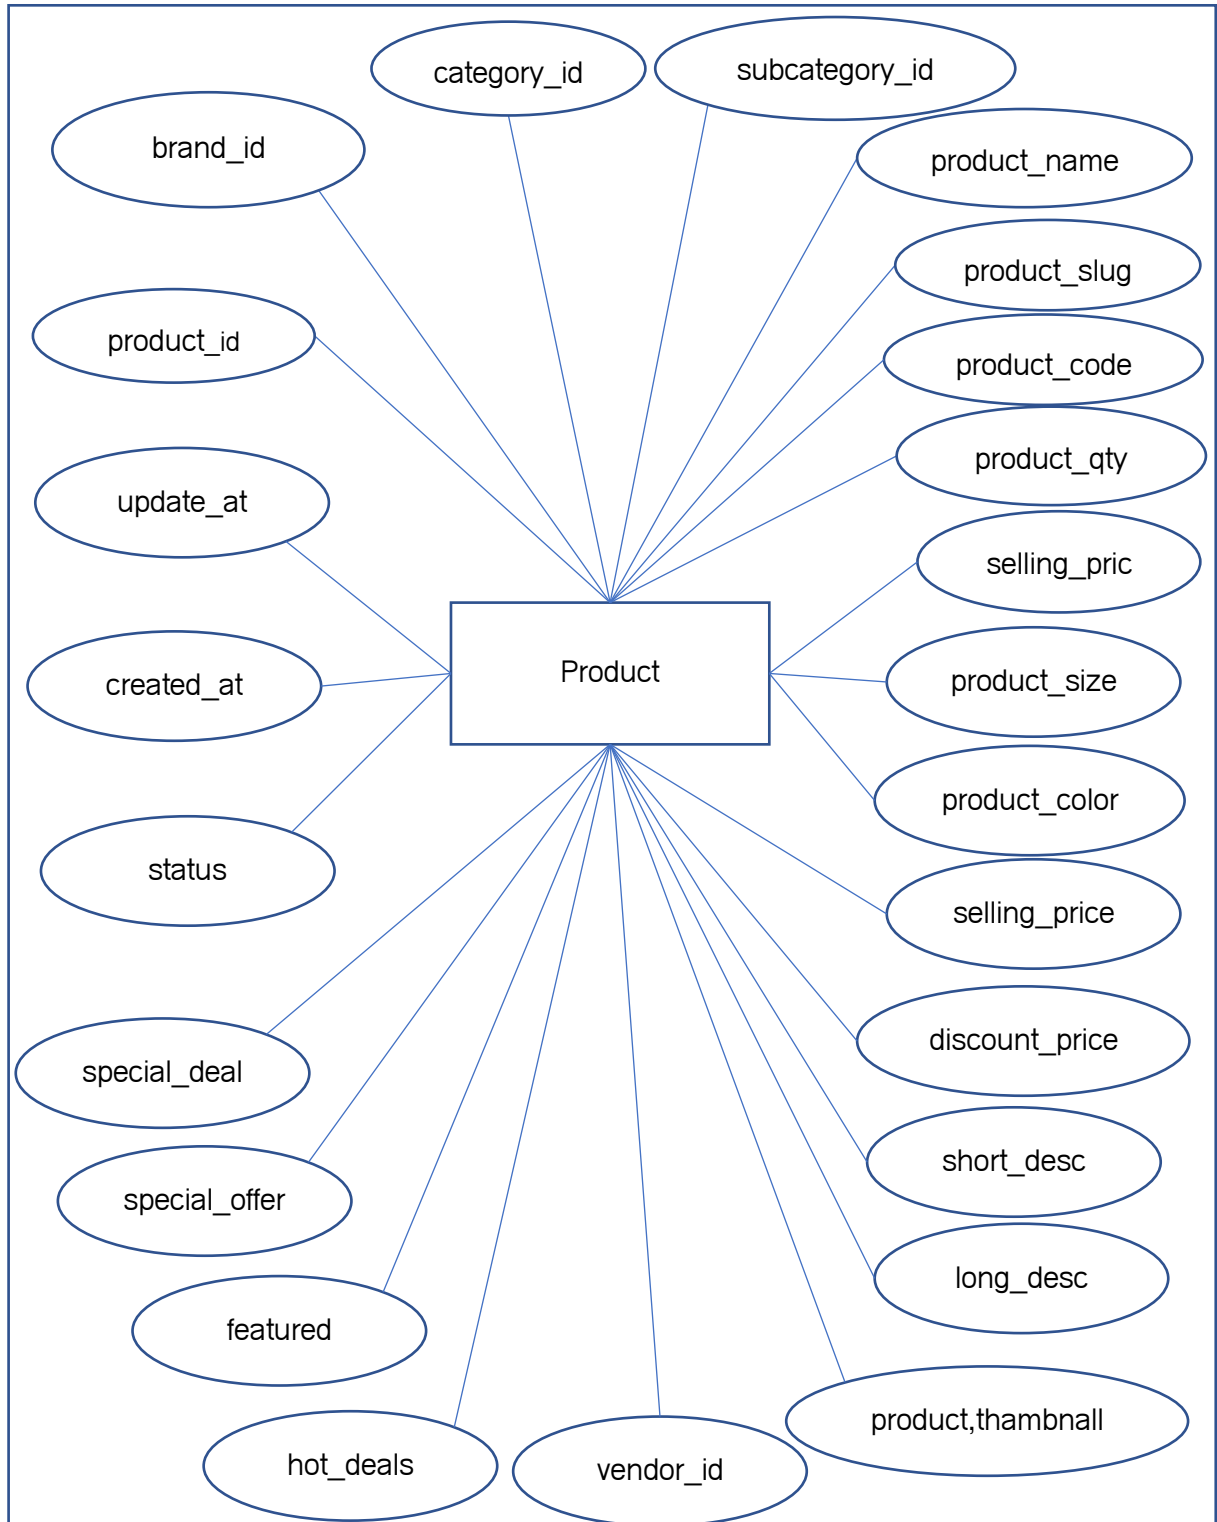 category_id
subcategory_id
brand_id
product_name
product_slug
product_id
product_code
product_qty
update_at
selling_pric
Product
created_at
product_size
product_color
status
selling_price
discount_price
special_deal
short_desc
special_offer
long_desc
featured
product,thambnall
hot_deals
vendor_id